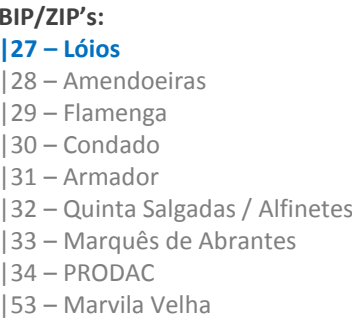 BIP/ZIP's:
|27 – Lóios
|28 – Amendoeiras
|29 – Flamenga
|30 – Condado
|31 – Armador
|32 – Quinta Salgadas / Alfinetes
|33 – Marquês de Abrantes
|34 – PRODAC
|53 – Marvila Velha